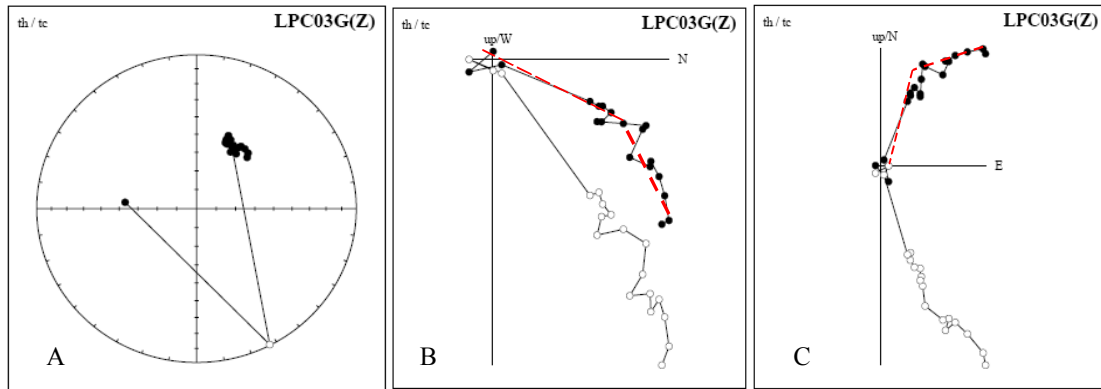 th / tc
LPC03G(Z)
A
th / tc
LPC03G(Z)
up/W
N
B
th / tc
LPC03G(Z)
up/N
E
C